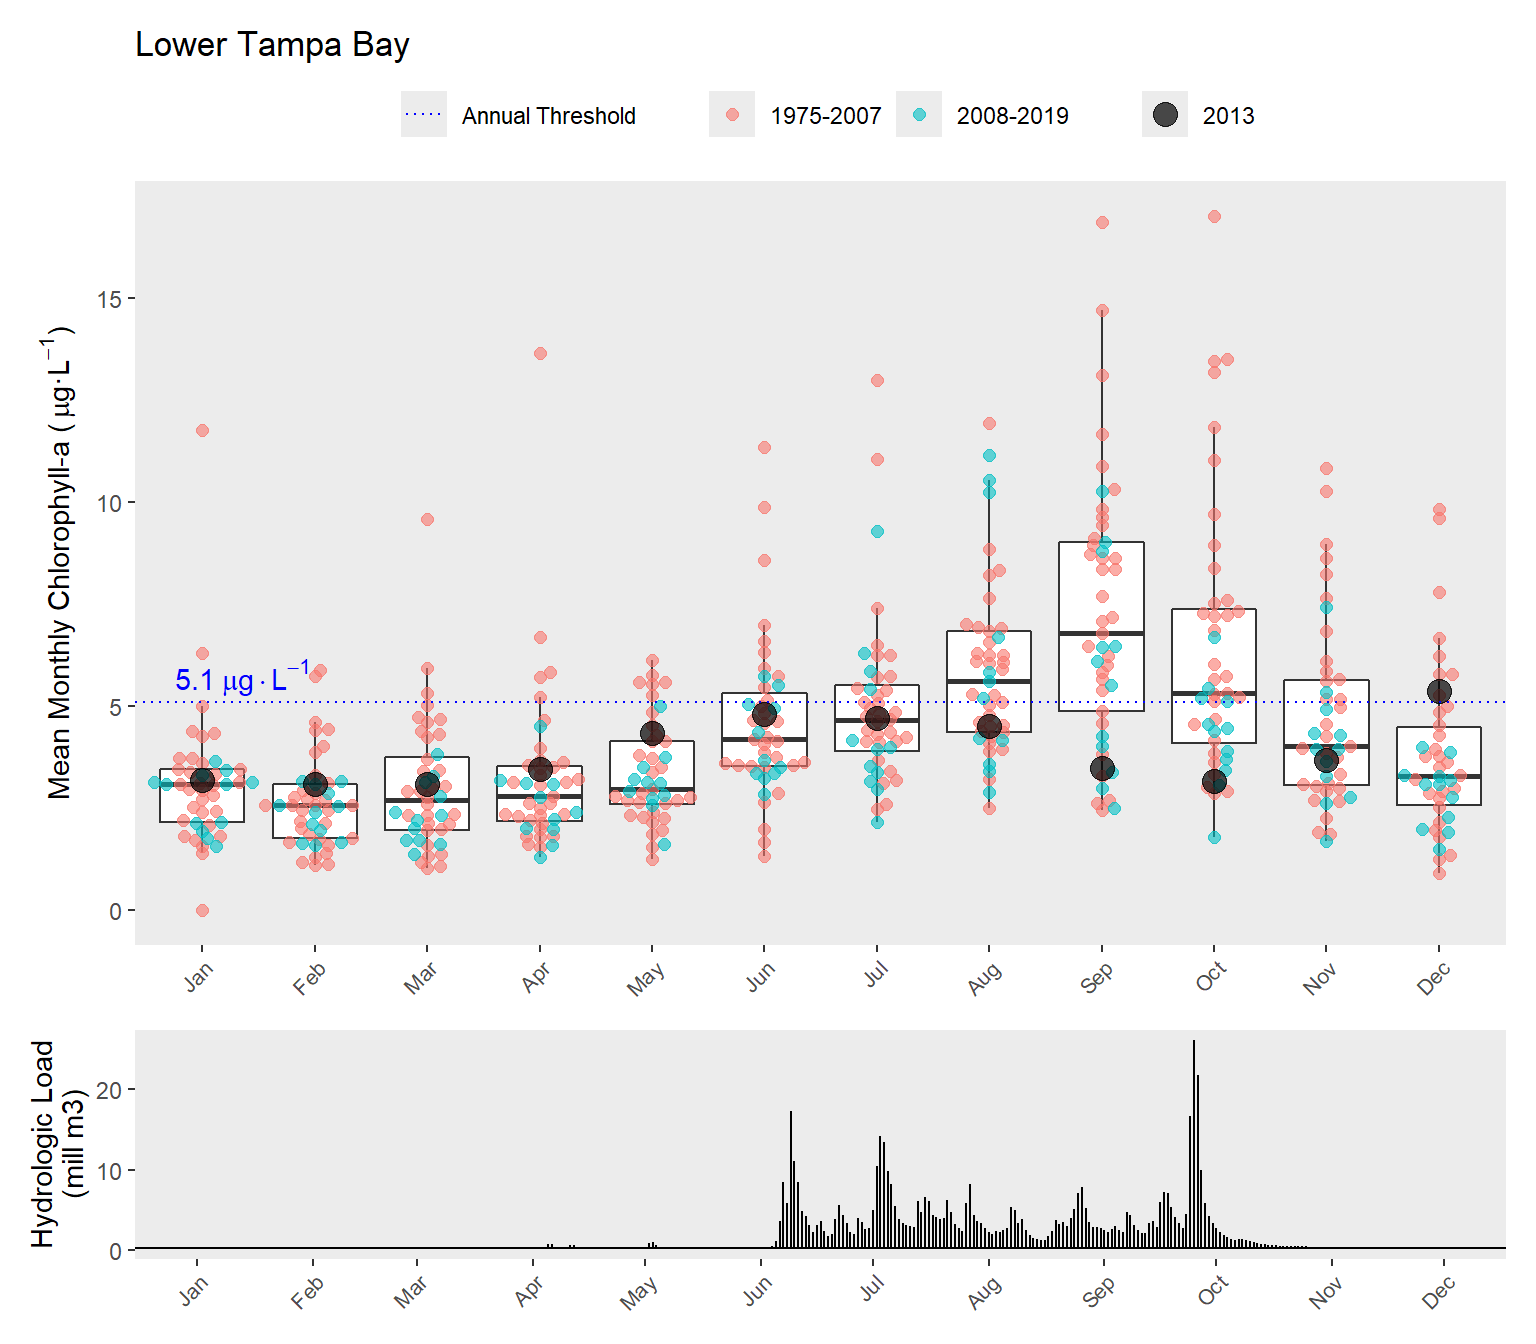 Lower Tampa Bay
Annual Threshold 1975-2007 2008-2019 2013
Mean Monthly Chlorophyll-a ( μg·L⁻¹)
15
10
5
0
5.1 μg·L⁻¹
Jan Feb Mar Apr May Jun Jul Aug Sep Oct Nov Dec
Hydrologic Load
(mill m3)
20
10
0
Jan Feb Mar Apr May Jun Jul Aug Sep Oct Nov Dec